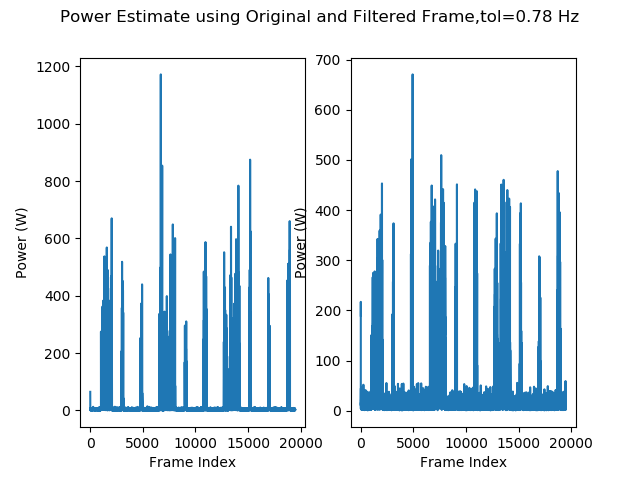 Power Estimate using Original and Filtered Frame,tol=0.78 Hz
1200
1000
800
600
400
200
0
Power (W)
0 5000 10000 15000 20000
Frame Index
700
600
500
400
300
200
100
0
Power (W)
0 5000 10000 15000 20000
Frame Index